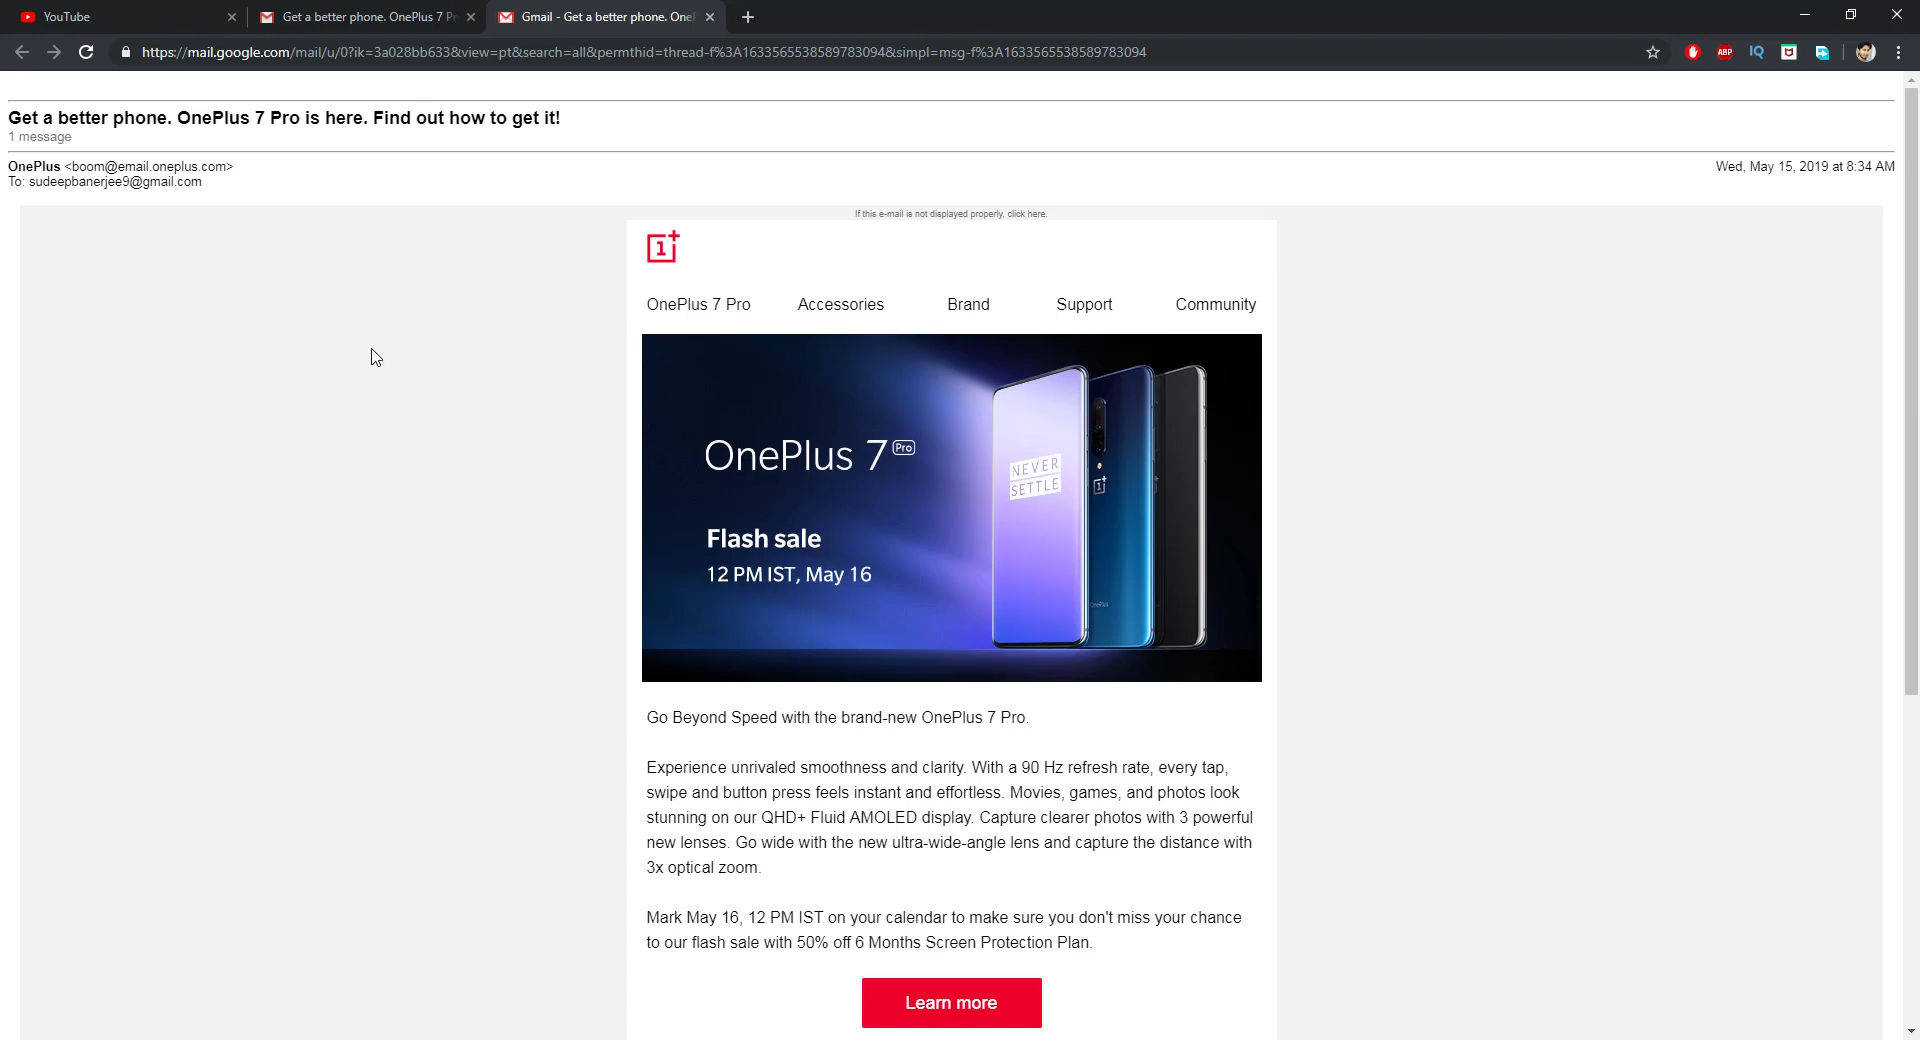 YouTube
Get a better phone. OnePlus 7 Pr
Gmail - Get a better phone. One
https://mail.google.com/mail/u/0?ik=3a028bb633&view=pt&search=all&permthid=thread-f%3A1633565538589783094&simpl=msg-f%3A1633565538589783094
ABP
IQ
Get a better phone. OnePlus 7 Pro is here. Find out how to get it!
1 message
OnePlus <boom@email.oneplus.com>
Wed, May 15, 2019 at 8:34 AM
To: sudeepbanerjee9@gmail.com
If this e-mail is not displayed properly, click here.
1+
OnePlus 7 Pro Accessories Brand Support Community
OnePlus 7 Pro
NEVER
SETTLE
1+
OnePlus
Flash sale
12 PM IST, May 16
Go Beyond Speed with the brand-new OnePlus 7 Pro.
Experience unrivaled smoothness and clarity. With a 90 Hz refresh rate, every tap,
swipe and button press feels instant and effortless. Movies, games, and photos look
stunning on our QHD+ Fluid AMOLED display. Capture clearer photos with 3 powerful
new lenses. Go wide with the new ultra-wide-angle lens and capture the distance with
3x optical zoom.
Mark May 16, 12 PM IST on your calendar to make sure you don't miss your chance
to our flash sale with 50% off 6 Months Screen Protection Plan.
Learn more